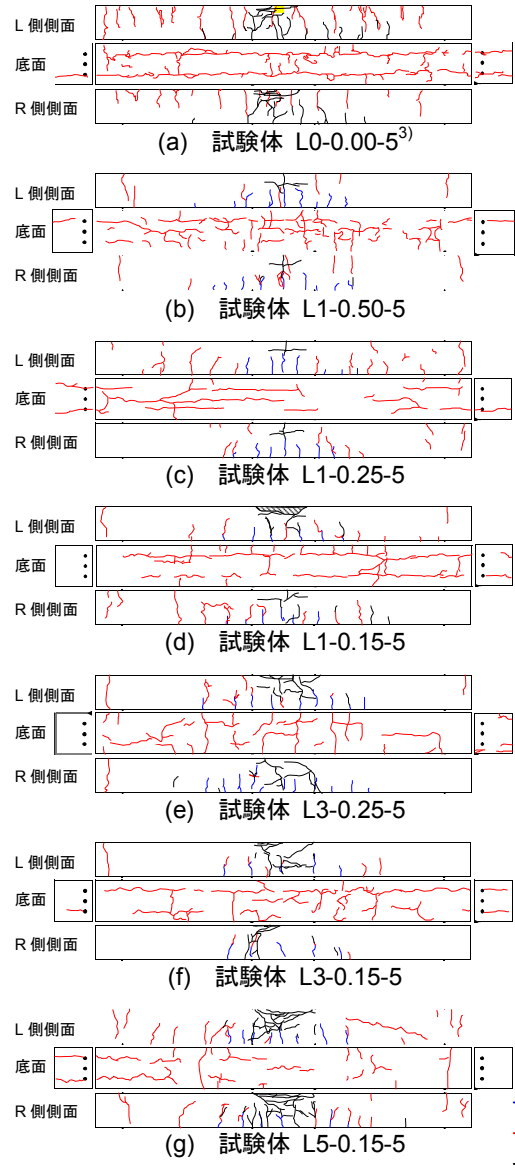 L 側側面
底面
R 側側面
(a) 試験体 L0-0.00-5³⁾
L 側側面
底面
R 側側面
(b) 試験体 L1-0.50-5
L 側側面
底面
R 側側面
(c) 試験体 L1-0.25-5
L 側側面
底面
R 側側面
(d) 試験体 L1-0.15-5
L 側側面
底面
R 側側面
(e) 試験体 L3-0.25-5
L 側側面
底面
R 側側面
(f) 試験体 L3-0.15-5
L 側側面
底面
R 側側面
(g) 試験体 L5-0.15-5